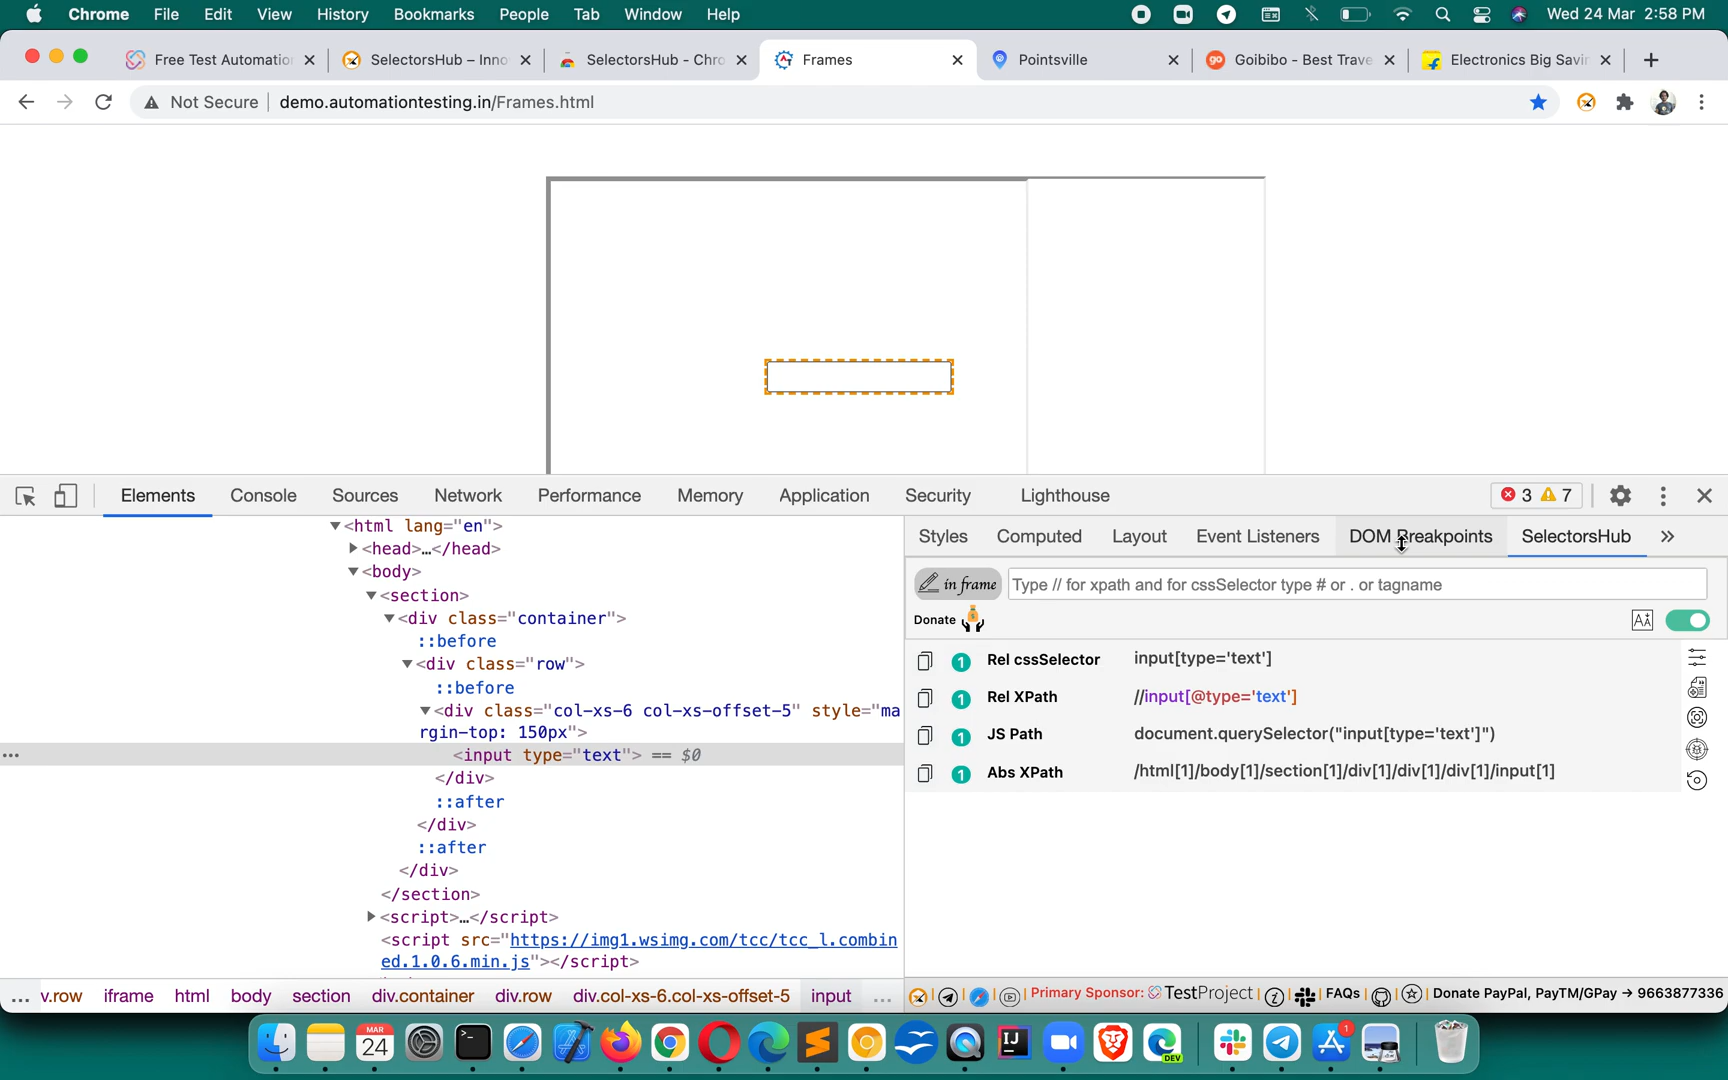 Chrome File Edit View History Bookmarks People Tab Window Help Wed 24 Mar 2:58 PM
Free Test Automation SelectorsHub – Inno SelectorsHub - Chro Frames Pointsville Goibibo - Best Trave Electronics Big Savin
Not Secure demo.automationtesting.in/Frames.html
Elements Console Sources Network Performance Memory Application Security Lighthouse 3 7
<html lang="en">
<head>…</head>
<body>
<section>
<div class="container">
::before
<div class="row">
::before
<div class="col-xs-6 col-xs-offset-5" style="ma
rgin-top: 150px">
... <input type="text"> == $0
</div>
::after
</div>
::after
</div>
</section>
<script>…</script>
<script src="https://img1.wsimg.com/tcc/tcc_l.combin
ed.1.0.6.min.js"></script>
... v.row iframe html body section div.container div.row div.col-xs-6.col-xs-offset-5 input ...
Styles Computed Layout Event Listeners DOM Breakpoints SelectorsHub »
in frame Type // for xpath and for cssSelector type # or . or tagname
Donate
1 Rel cssSelector input[type='text']
1 Rel XPath //input[@type='text']
1 JS Path document.querySelector("input[type='text']")
1 Abs XPath /html[1]/body[1]/section[1]/div[1]/div[1]/div[1]/input[1]
Primary Sponsor: TestProject FAQs Donate PayPal, PayTM/GPay → 9663877336
MAR
24
IJ
DEV
1